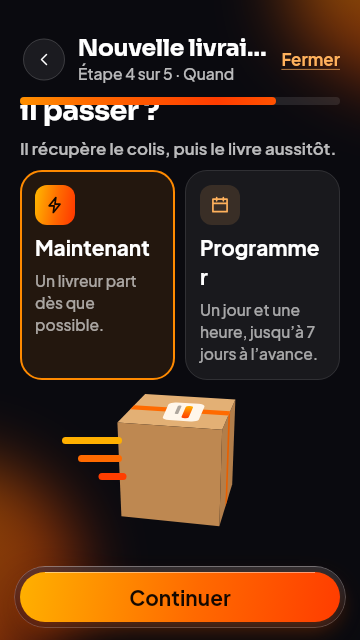 Nouvelle livrai...
Étape 4 sur 5 · Quand
Fermer
il passer ?
Il récupère le colis, puis le livre aussitôt.
Maintenant
Un livreur part
dès que
possible.
Programme
r
Un jour et une
heure, jusqu’à 7
jours à l’avance.
Continuer